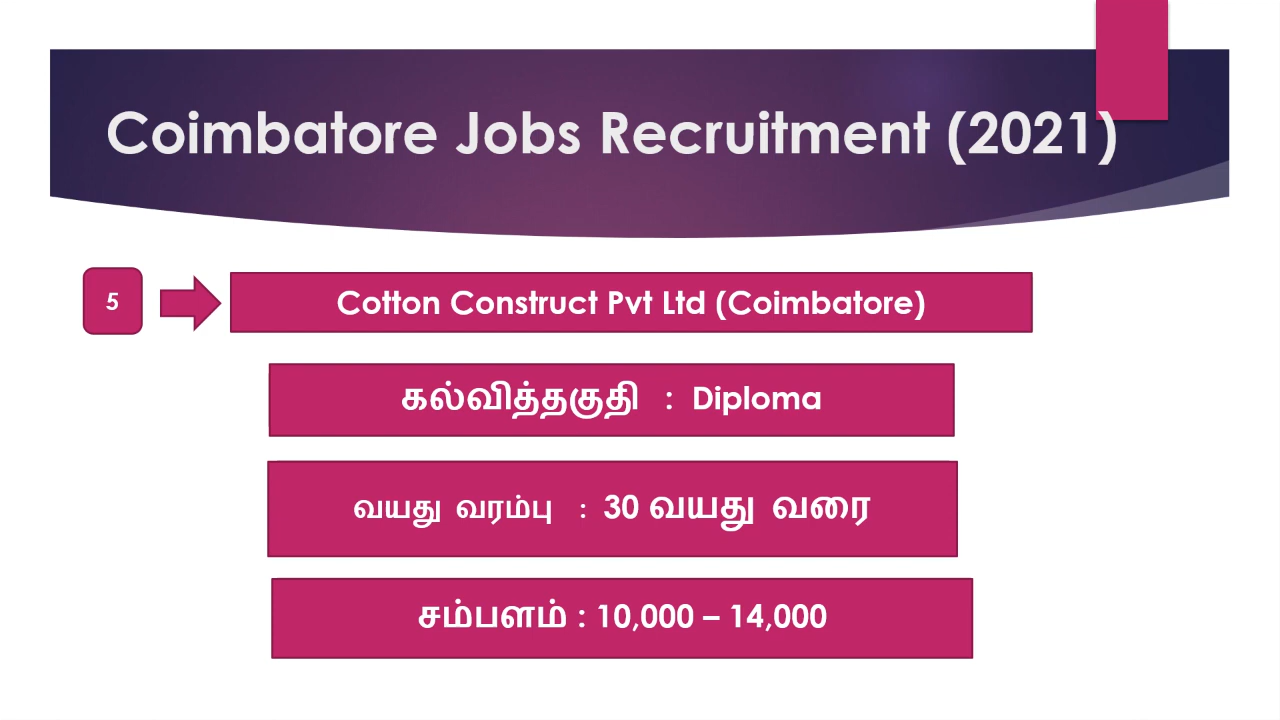 Coimbatore Jobs Recruitment (2021)
5
Cotton Construct Pvt Ltd (Coimbatore)
கல்வித்தகுதி : Diploma
வயது வரம்பு : 30 வயது வரை
சம்பளம் : 10,000 – 14,000